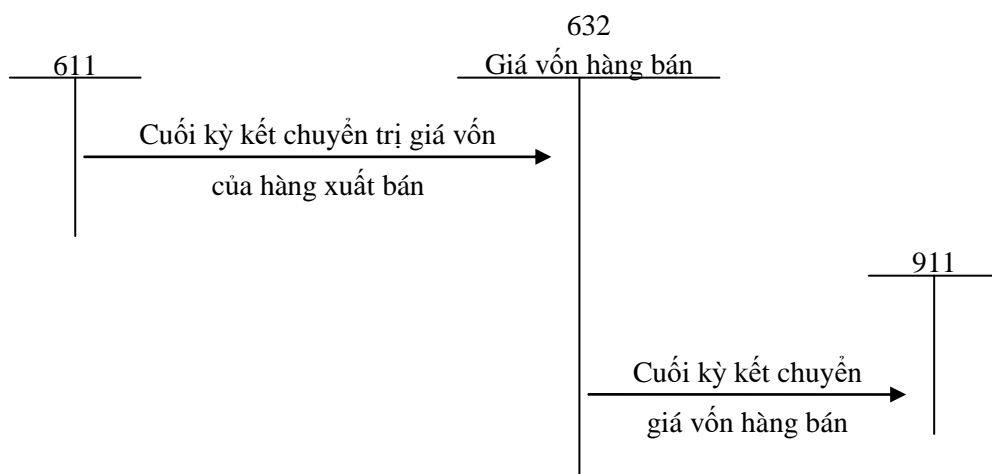 632
611
Giá vốn hàng bán
Cuối kỳ kết chuyển trị giá vốn
của hàng xuất bán
911
Cuối kỳ kết chuyển
giá vốn hàng bán